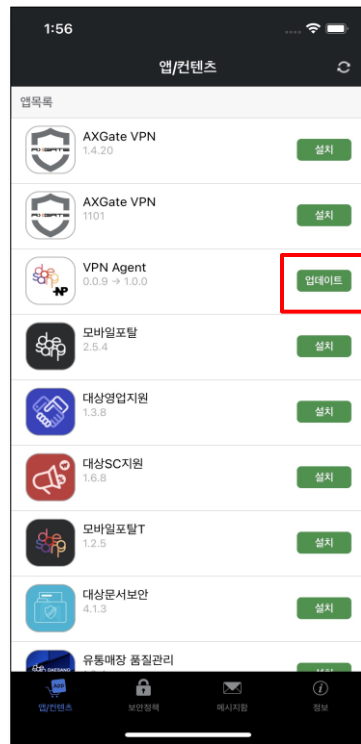 1:56
앱/컨텐츠
앱목록
AXGate VPN
1.4.20
설치
AXGATE
AXGate VPN
1101
설치
AXGATE
VPN Agent
0.0.9 → 1.0.0
업데이트
NP
모바일포탈
2.5.4
설치
대상영업지원
1.3.8
설치
대상SC지원
1.6.8
설치
모바일포탈T
1.2.5
설치
대상문서보안
4.1.3
설치
유통매장 품질관리
DAESANG
APP
앱/컨텐츠
보안정책
메시지함
정보